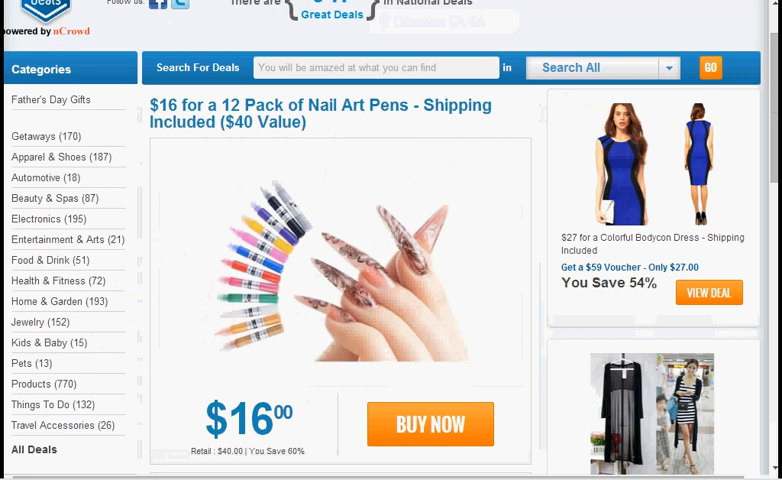 deals
powered by nCrowd
Follow us:
There are
in National Deals
Great Deals
Categories
Search For Deals
You will be amazed at what you can find
in
Search All
GO
Father's Day Gifts
Getaways (170)
Apparel & Shoes (187)
Automotive (18)
Beauty & Spas (87)
Electronics (195)
Entertainment & Arts (21)
Food & Drink (51)
Health & Fitness (72)
Home & Garden (193)
Jewelry (152)
Kids & Baby (15)
Pets (13)
Products (770)
Things To Do (132)
Travel Accessories (26)
All Deals
$16 for a 12 Pack of Nail Art Pens - Shipping
Included ($40 Value)
$16⁰⁰
BUY NOW
Retail : $40.00 | You Save 60%
$27 for a Colorful Bodycon Dress - Shipping
Included
Get a $59 Voucher - Only $27.00
You Save 54%
VIEW DEAL